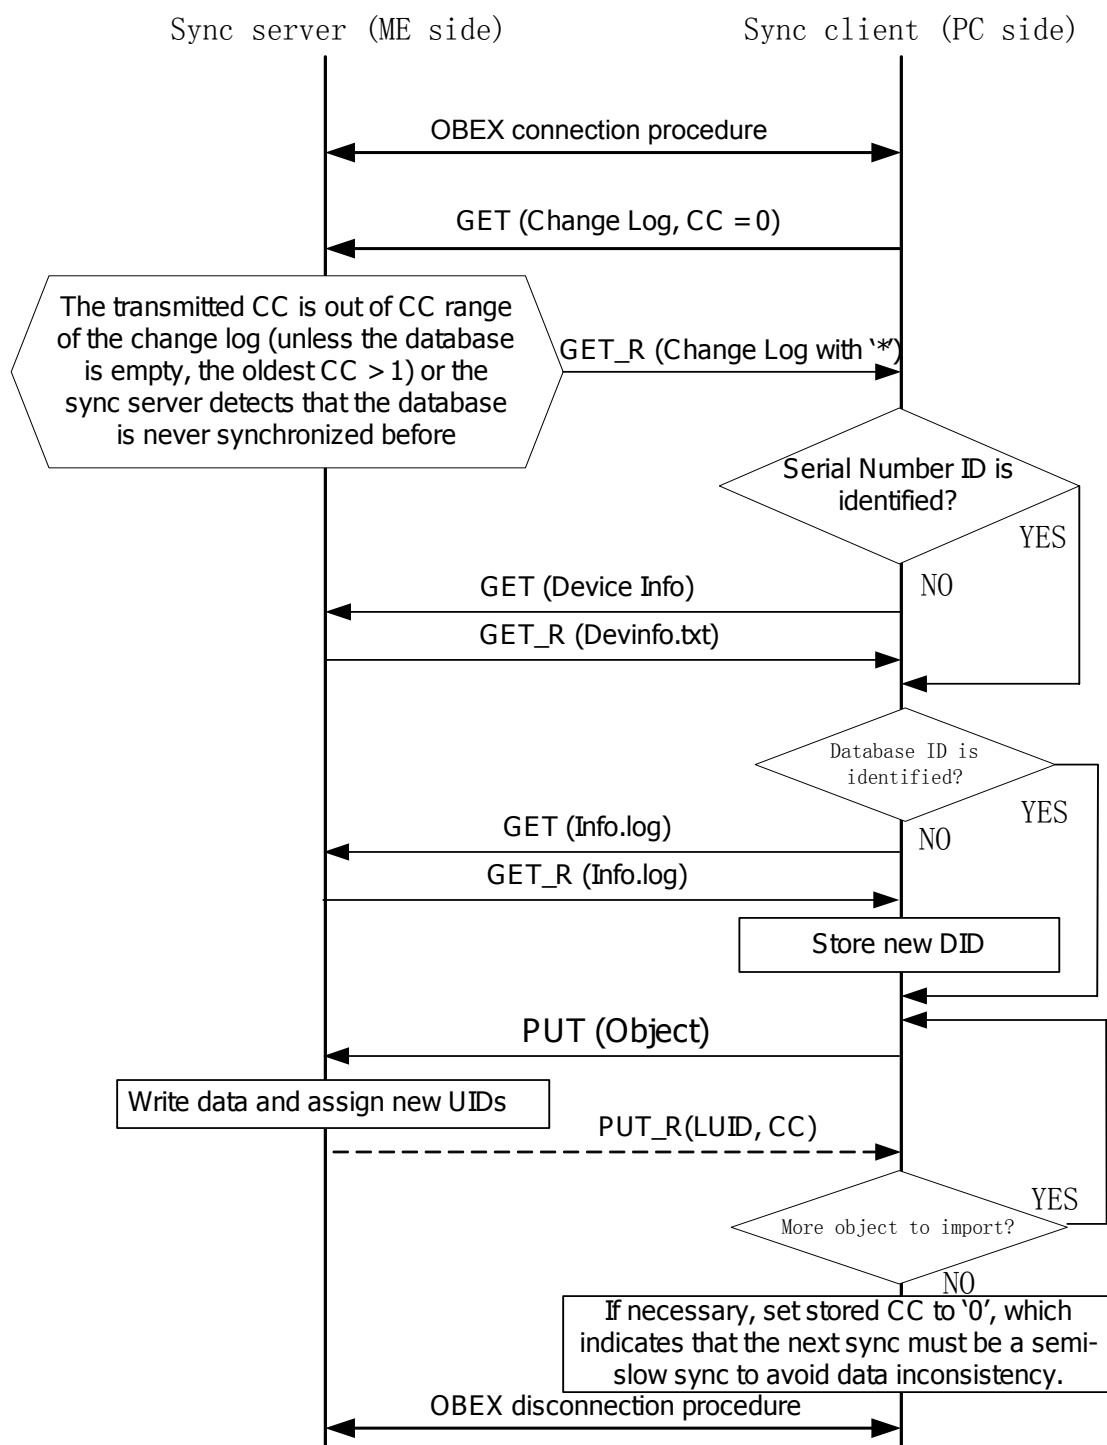 Sync server (ME side)
Sync client (PC side)
OBEX connection procedure
GET (Change Log, CC = 0)
The transmitted CC is out of CC range
of the change log (unless the database
is empty, the oldest CC > 1) or the
sync server detects that the database
is never synchronized before
GET_R (Change Log with ‘*’)
Serial Number ID is
identified?
YES
NO
GET (Device Info)
GET_R (Devinfo.txt)
Database ID is
identified?
YES
NO
GET (Info.log)
GET_R (Info.log)
Store new DID
PUT (Object)
Write data and assign new UIDs
PUT_R(LUID, CC)
YES
More object to import?
NO
If necessary, set stored CC to ‘0’, which
indicates that the next sync must be a semi-
slow sync to avoid data inconsistency.
OBEX disconnection procedure